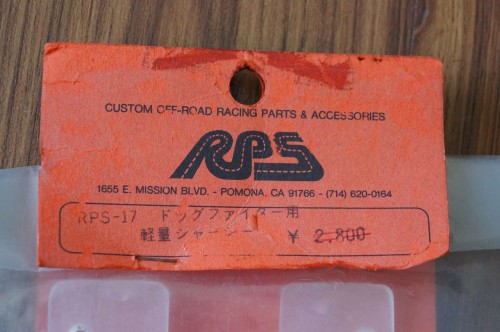 CUSTOM OFF-ROAD RACING PARTS & ACCESSORIES
RPS
1655 E. MISSION BLVD. - POMONA, CA 91766 - (714) 620-0164
RPS-17 ドッグファイター用
軽量シャーシー ¥ 2,800